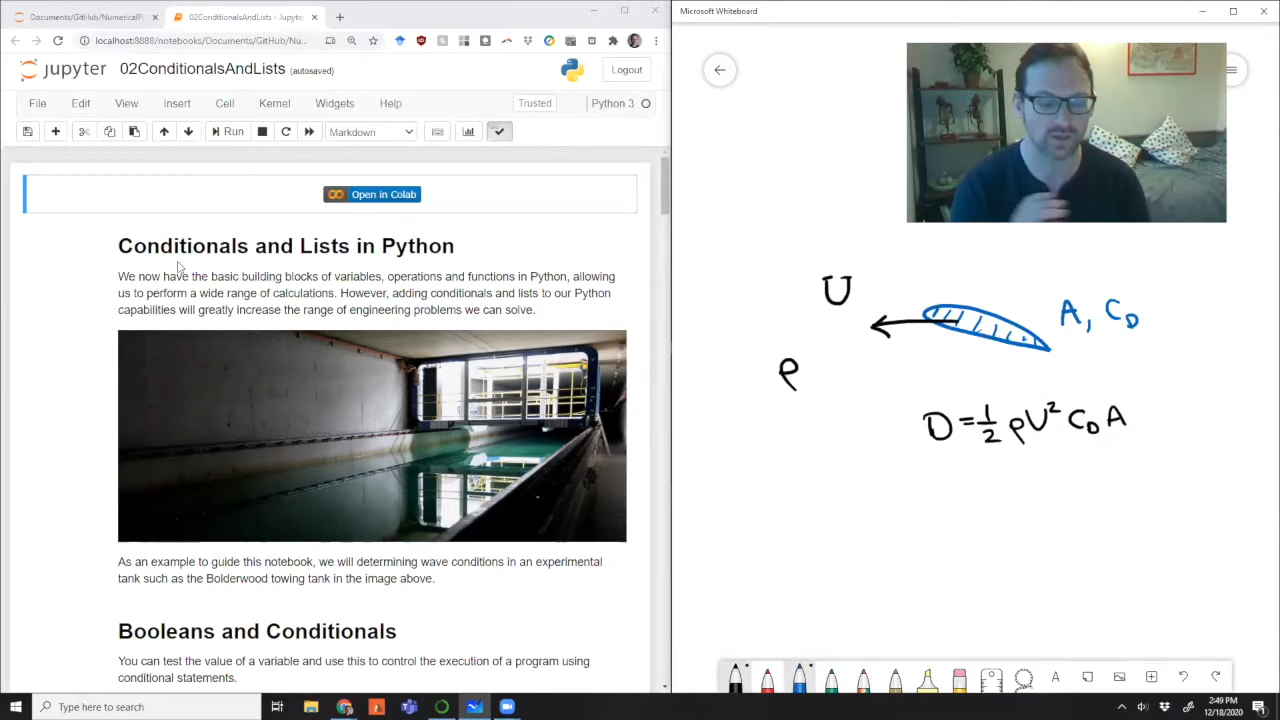 Documents/GitHub/NumericalP
02ConditionalsAndLists - Jupyte
localhost:8888/notebooks/Documents/GitHub/Nu...
jupyter 02ConditionalsAndLists (autosaved)
Logout
File Edit View Insert Cell Kernel Widgets Help
Trusted
Python 3
Run
Markdown
Open in Colab
Conditionals and Lists in Python
We now have the basic building blocks of variables, operations and functions in Python, allowing
us to perform a wide range of calculations. However, adding conditionals and lists to our Python
capabilities will greatly increase the range of engineering problems we can solve.
As an example to guide this notebook, we will determining wave conditions in an experimental
tank such as the Bolderwood towing tank in the image above.
Booleans and Conditionals
You can test the value of a variable and use this to control the execution of a program using
conditional statements.
Microsoft Whiteboard
U
A, C_D
ρ
D = 1/2 ρU² C_D A
Type here to search
2:49 PM
12/18/2020